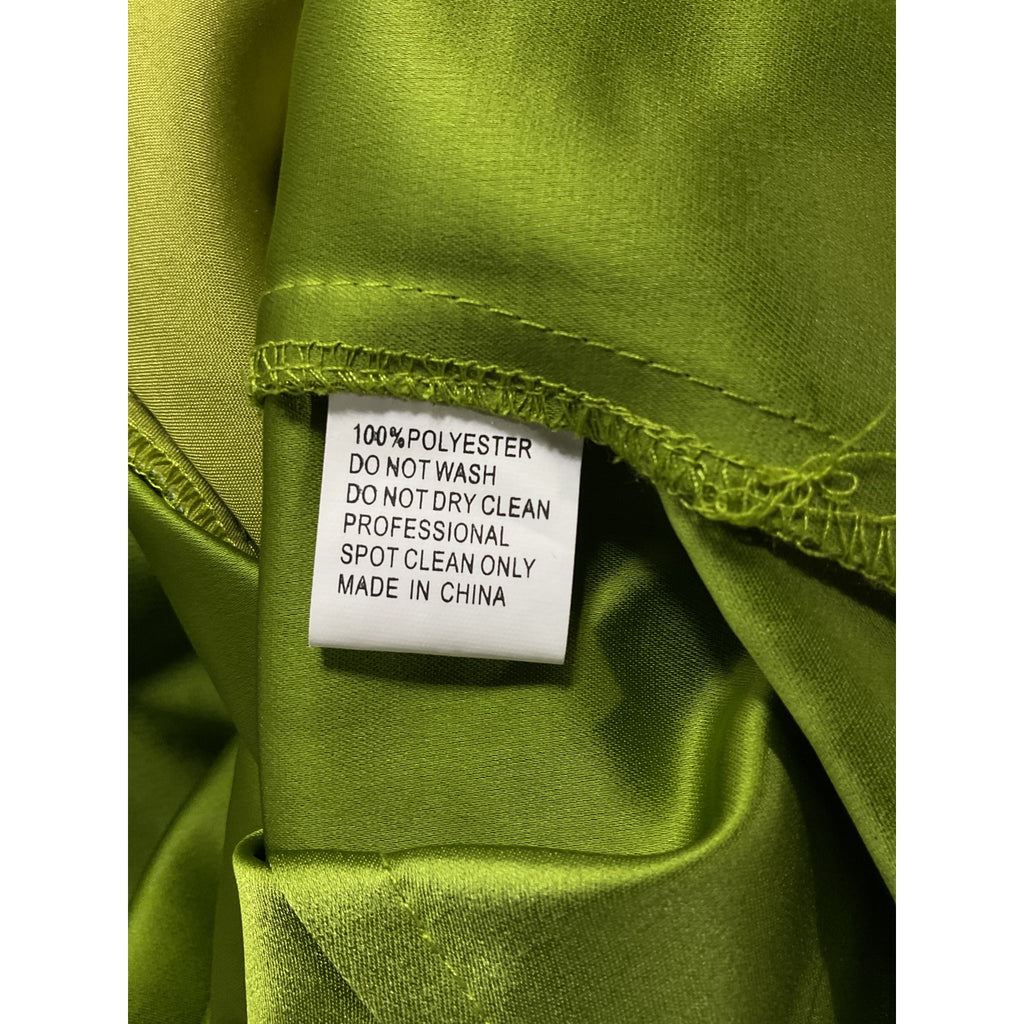 100%POLYESTER
DO NOT WASH
DO NOT DRY CLEAN
PROFESSIONAL
SPOT CLEAN ONLY
MADE IN CHINA